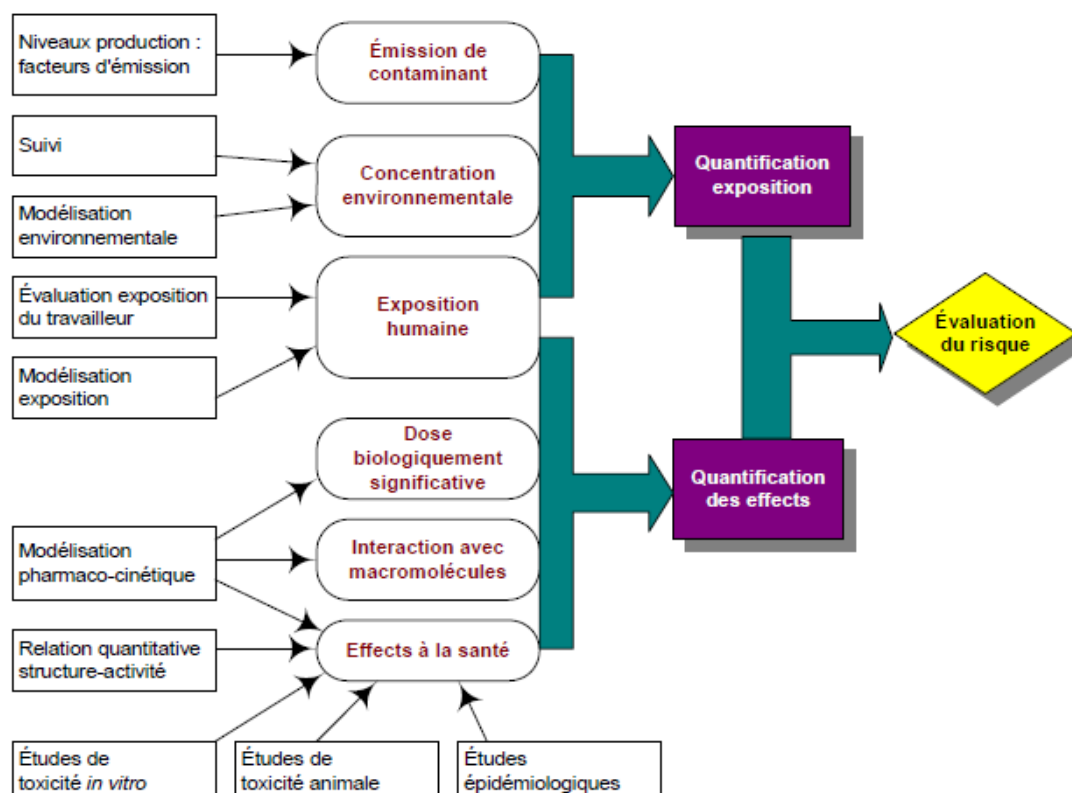 Niveaux production :
facteurs d'émission
Émission de
contaminant
Suivi
Concentration
environnementale
Quantification
exposition
Modélisation
environnementale
Évaluation exposition
du travailleur
Exposition
humaine
Évaluation
du risque
Modélisation
exposition
Dose
biologiquement
significative
Quantification
des effects
Modélisation
pharmaco-cinétique
Interaction avec
macromolécules
Relation quantitative
structure-activité
Effects à la santé
Études de
toxicité in vitro
Études de
toxicité animale
Études
épidémiologiques